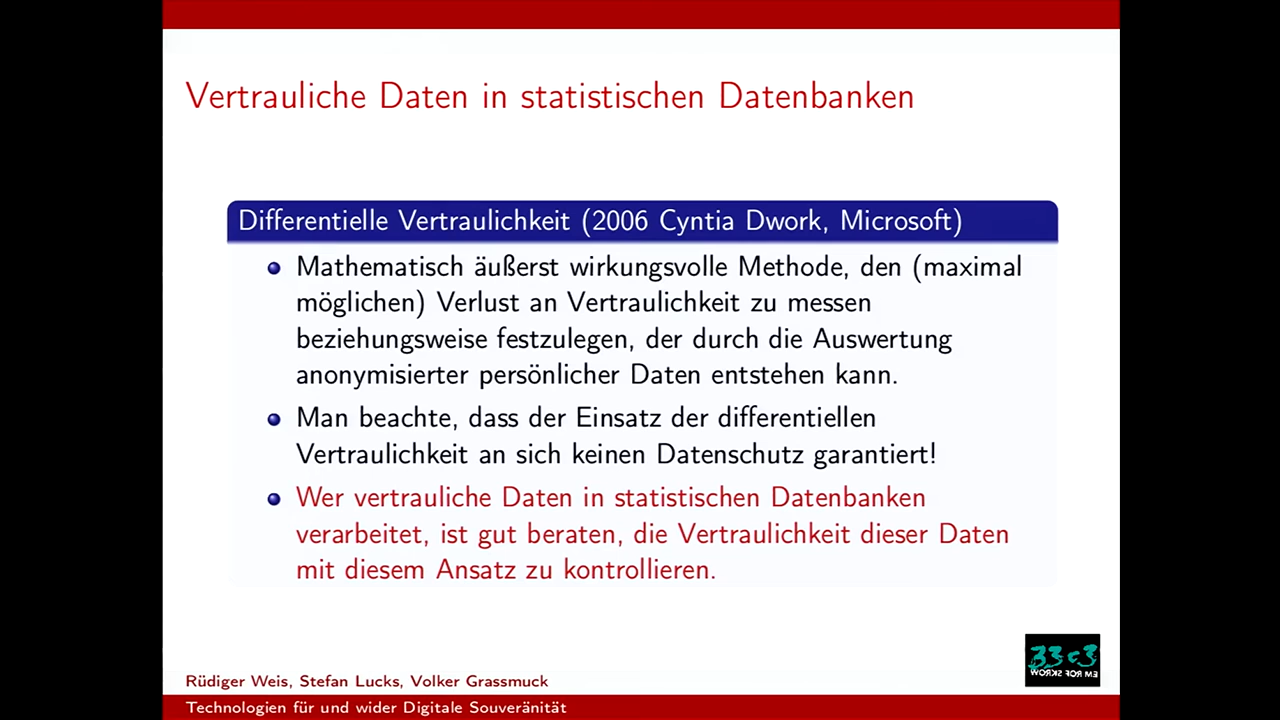 Vertrauliche Daten in statistischen Datenbanken
Differentielle Vertraulichkeit (2006 Cyntia Dwork, Microsoft)
Mathematisch äußerst wirkungsvolle Methode, den (maximal
möglichen) Verlust an Vertraulichkeit zu messen
beziehungsweise festzulegen, der durch die Auswertung
anonymisierter persönlicher Daten entstehen kann.
Man beachte, dass der Einsatz der differentiellen
Vertraulichkeit an sich keinen Datenschutz garantiert!
Wer vertrauliche Daten in statistischen Datenbanken
verarbeitet, ist gut beraten, die Vertraulichkeit dieser Daten
mit diesem Ansatz zu kontrollieren.
33c3
WORKS FOR ME
Rüdiger Weis, Stefan Lucks, Volker Grassmuck
Technologien für und wider Digitale Souveränität